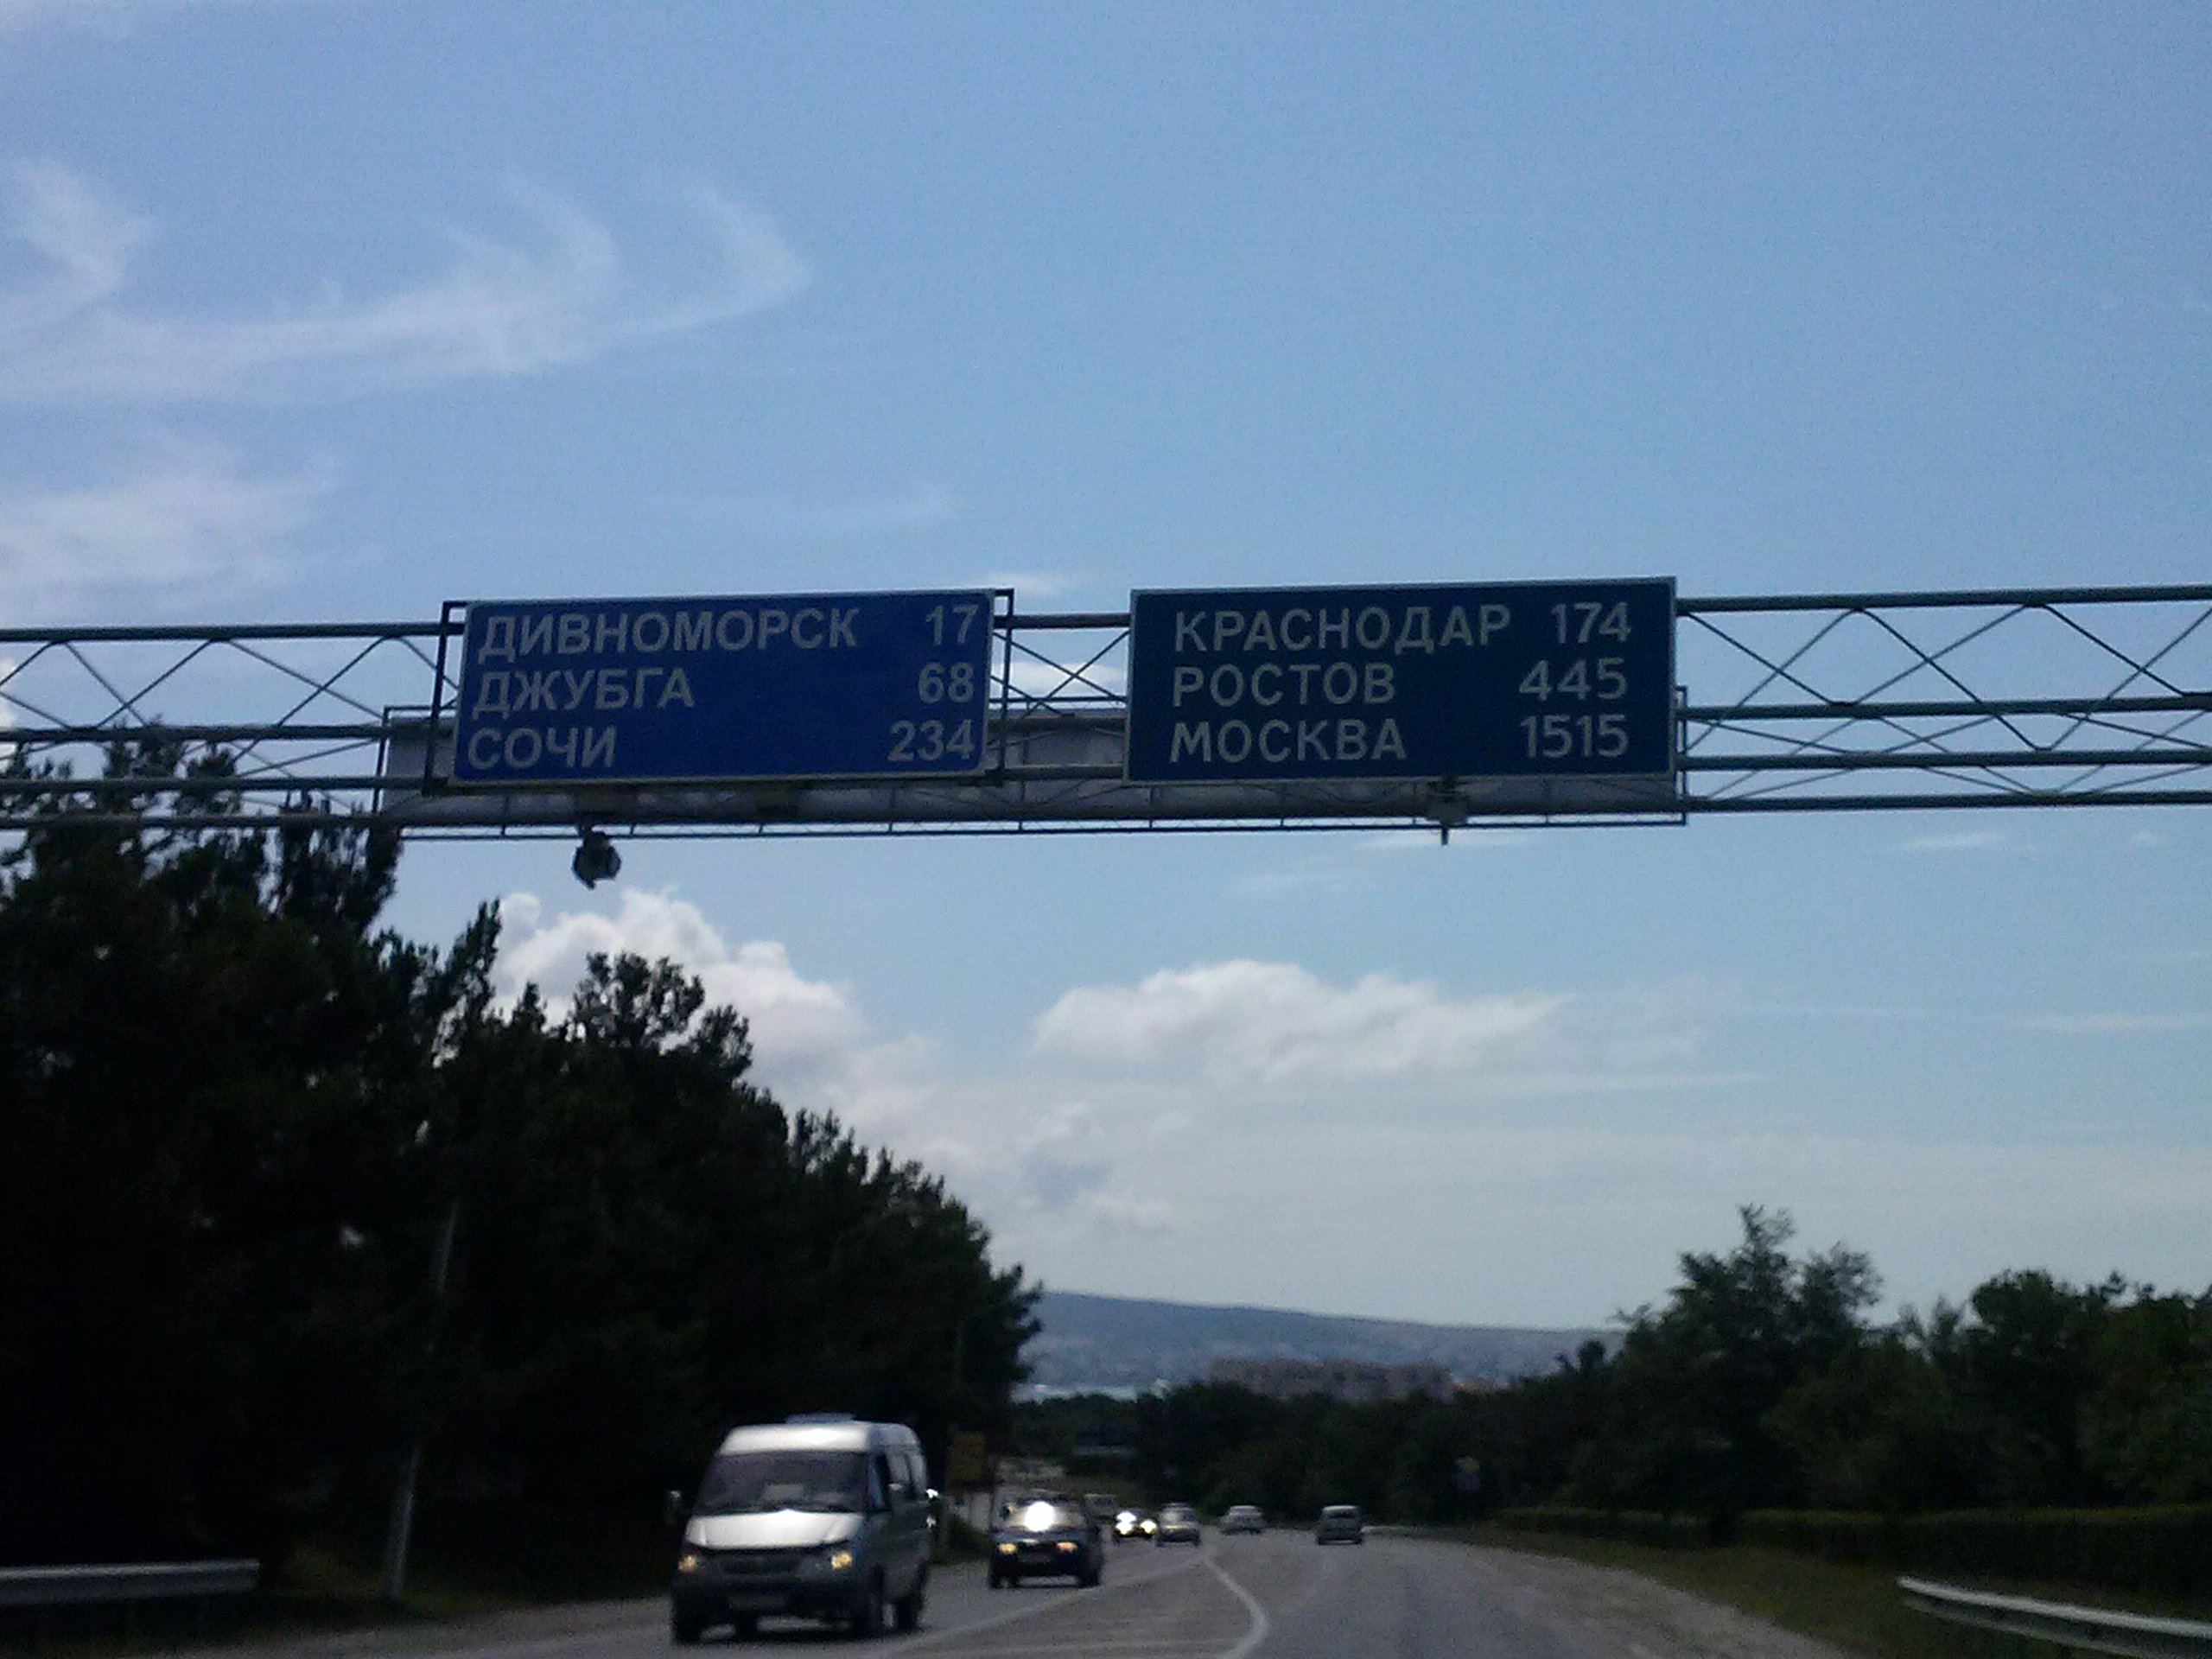 ДИВНОМОРСК 17
ДЖУБГА 68
СОЧИ 234
КРАСНОДАР 174
РОСТОВ 445
МОСКВА 1515